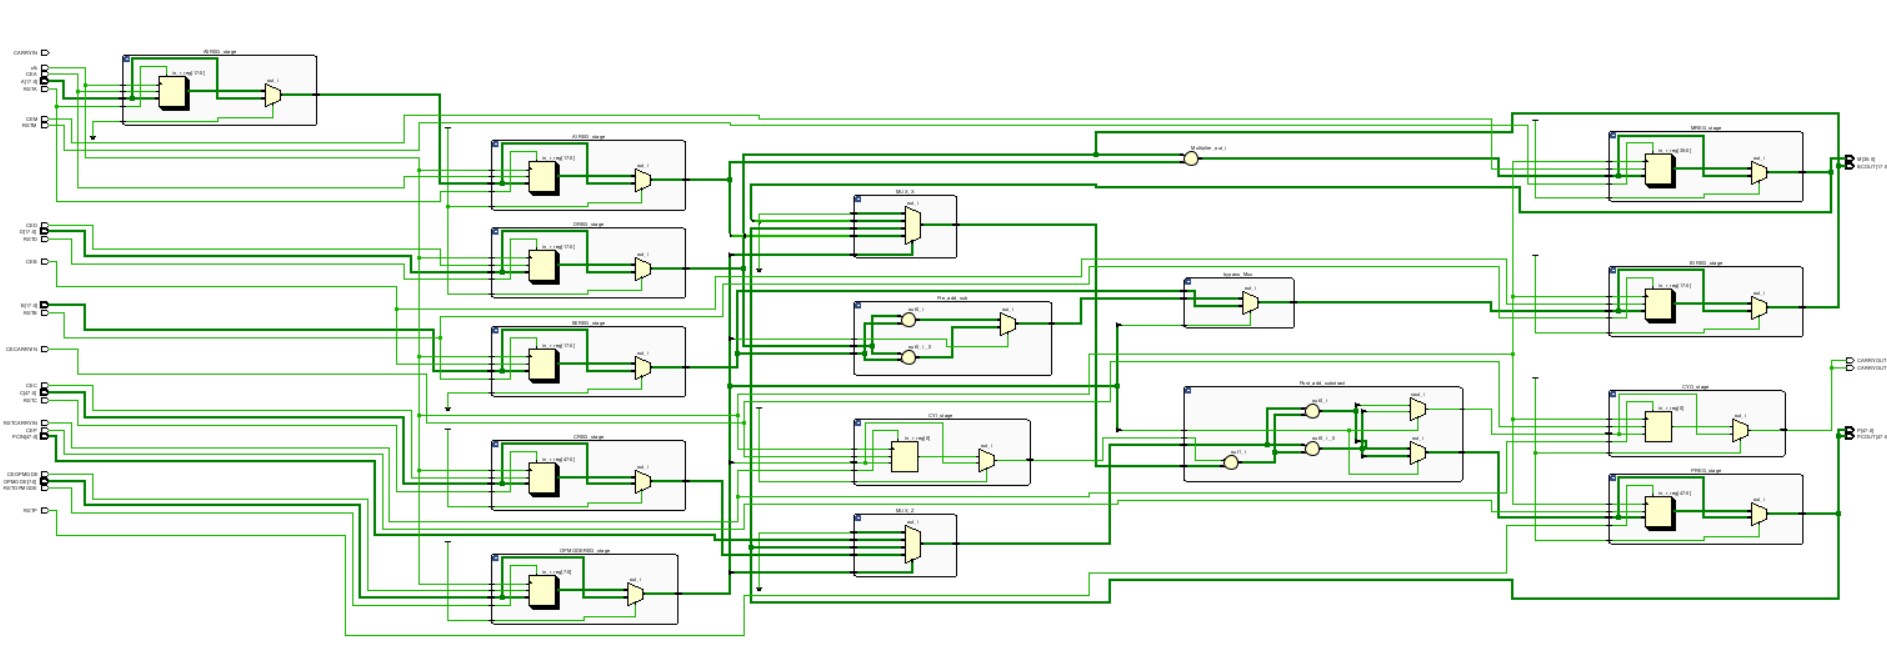 CARRYIN
clk
CEA
A[17:0]
RSTA
CEM
RSTM
CED
D[17:0]
RSTD
CEB
B[17:0]
RSTB
CECARRYIN
CEC
C[47:0]
RSTC
RSTCARRYIN
CEP
PCIN[47:0]
CEOPMODE
OPMODE[7:0]
RSTOPMODE
RSTP
A0REG_stage
in_r_reg[17:0]
out_i
A1REG_stage
in_r_reg[17:0]
out_i
DREG_stage
in_r_reg[17:0]
out_i
B0REG_stage
in_r_reg[17:0]
out_i
CREG_stage
in_r_reg[47:0]
out_i
OPMODEREG_stage
in_r_reg[7:0]
out_i
MUX_X
out_i
Pre_add_sub
out0_i
out0_i__0
out_i
CYI_stage
in_r_reg[0]
out_i
MUX_Z
out_i
Multiplier_out_i
bypass_Mux
out_i
Post_add_subtract
out0_i
out0_i__0
out1_i
cout_i
out_i
MREG_stage
in_r_reg[35:0]
out_i
B1REG_stage
in_r_reg[17:0]
out_i
CYO_stage
in_r_reg[0]
out_i
PREG_stage
in_r_reg[47:0]
out_i
M[35:0]
BCOUT[17:0]
CARRYOUT
P[47:0]
PCOUT[47:0]